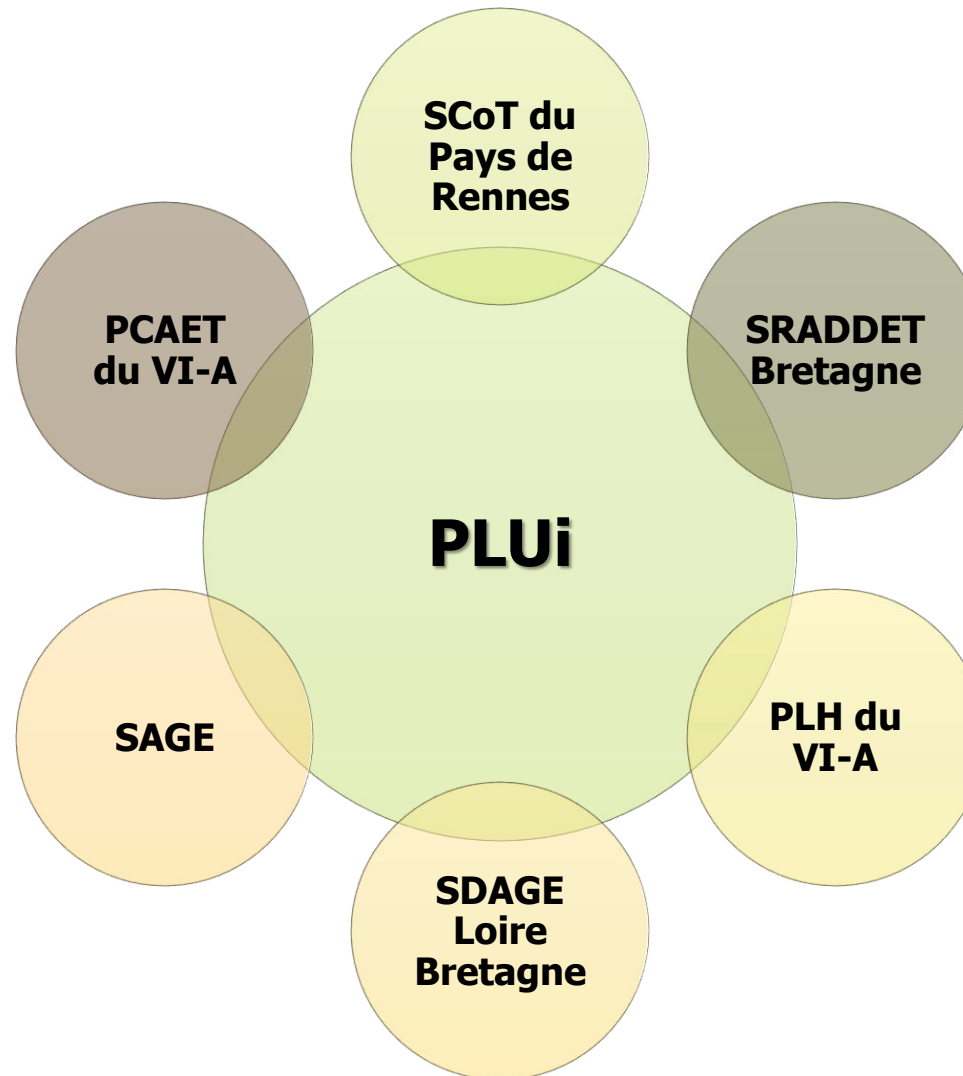 SCoT du
Pays de
Rennes
PCAET
du VI-A
SRADDET
Bretagne
PLUi
SAGE
PLH du
VI-A
SDAGE
Loire
Bretagne